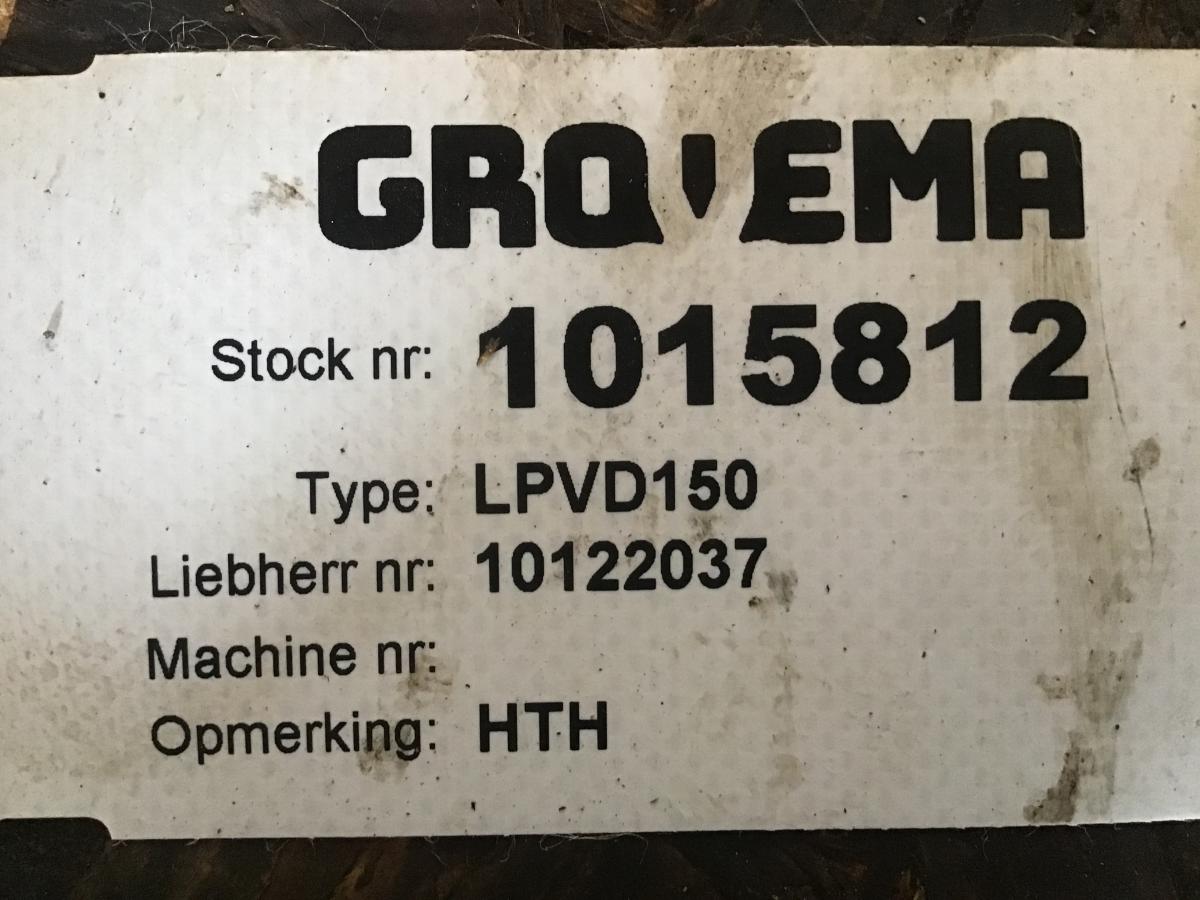 GROVEMA
Stock nr: 1015812
Type: LPVD150
Liebherr nr: 10122037
Machine nr:
Opmerking: HTH